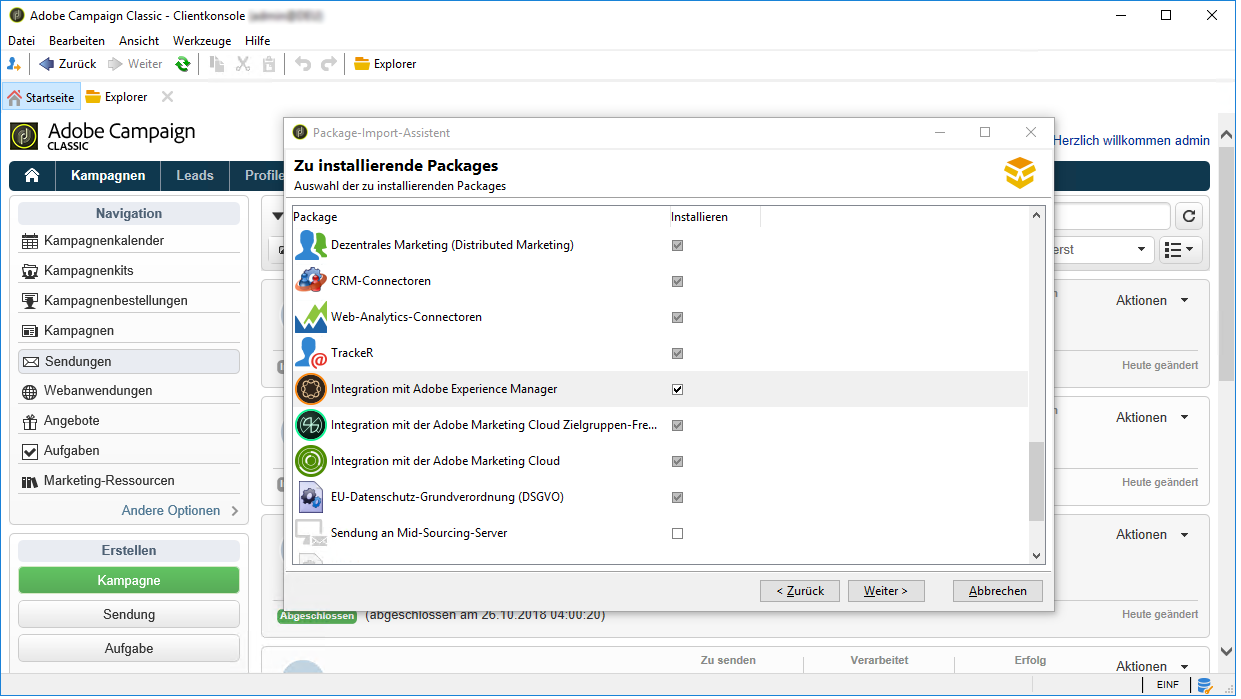 Adobe Campaign Classic - Clientkonsole
Datei Bearbeiten Ansicht Werkzeuge Hilfe
Zurück Weiter Explorer
Startseite Explorer
Adobe Campaign
CLASSIC
Herzlich willkommen admin
Kampagnen Leads Profile
Navigation
Kampagnenkalender
Kampagnenkits
Kampagnenbestellungen
Kampagnen
Sendungen
Webanwendungen
Angebote
Aufgaben
Marketing-Ressourcen
Andere Optionen
Erstellen
Kampagne
Sendung
Aufgabe
Package-Import-Assistent
Zu installierende Packages
Auswahl der zu installierenden Packages
Package Installieren
Dezentrales Marketing (Distributed Marketing)
CRM-Connectoren
Web-Analytics-Connectoren
TrackeR
Integration mit Adobe Experience Manager
Integration mit der Adobe Marketing Cloud Zielgruppen-Fre...
Integration mit der Adobe Marketing Cloud
EU-Datenschutz-Grundverordnung (DSGVO)
Sendung an Mid-Sourcing-Server
< Zurück Weiter > Abbrechen
erst
Aktionen
Heute geändert
Aktionen
Heute geändert
Aktionen
Abgeschlossen (abgeschlossen am 26.10.2018 04:00:20)
Heute geändert
Zu senden Verarbeitet Erfolg
Aktionen
EINF